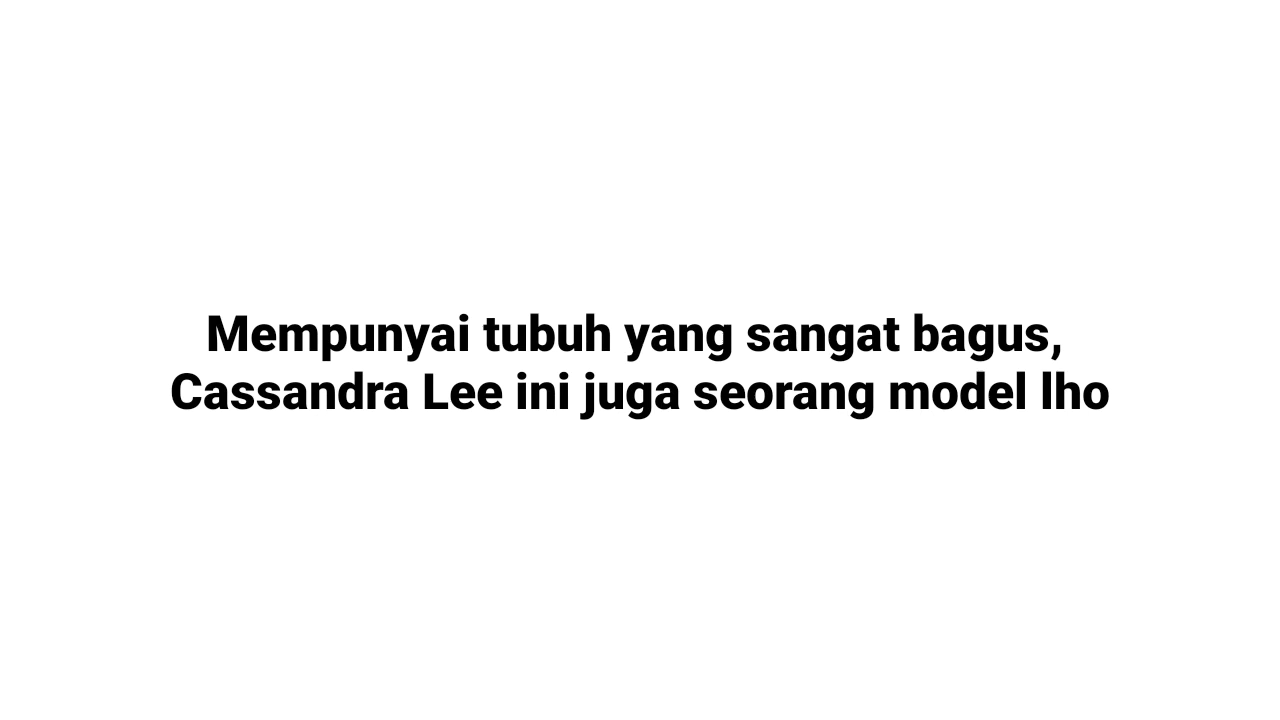 Mempunyai tubuh yang sangat bagus,
Cassandra Lee ini juga seorang model lho